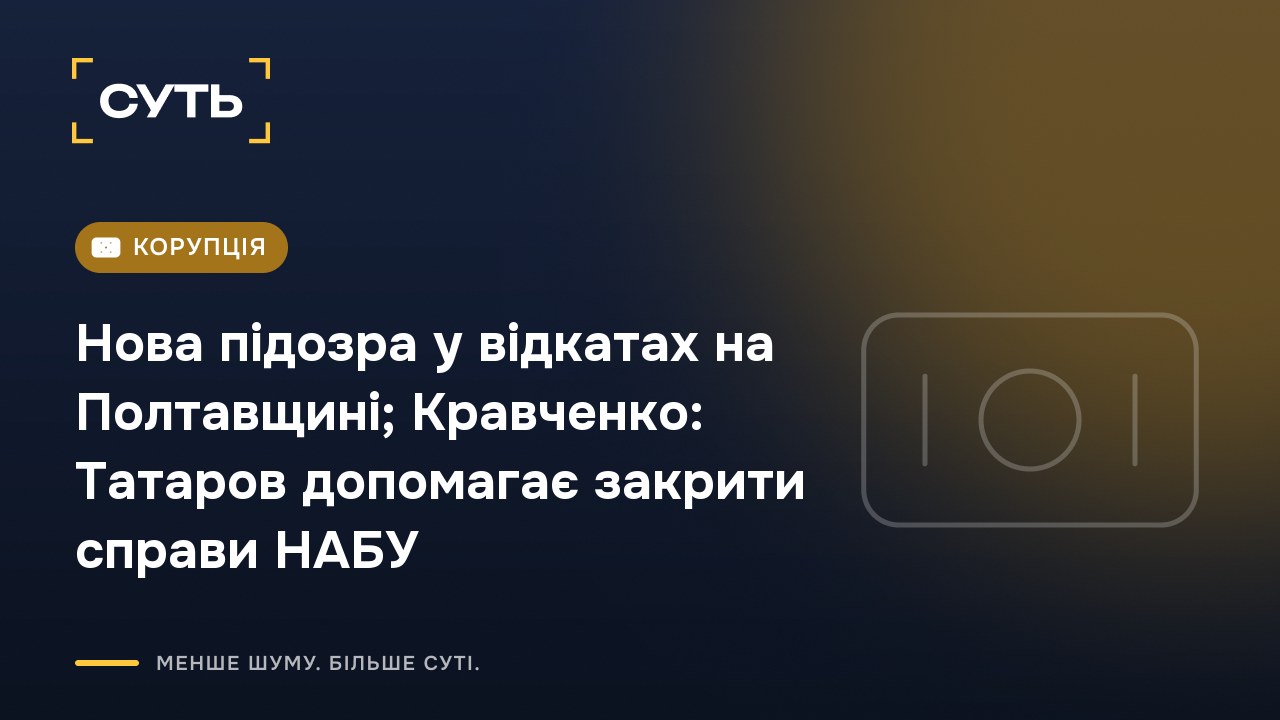 СУТЬ
КОРУПЦІЯ
Нова підозра у відкатах на
Полтавщині; Кравченко:
Татаров допомагає закрити
справи НАБУ
МЕНШЕ ШУМУ. БІЛЬШЕ СУТІ.